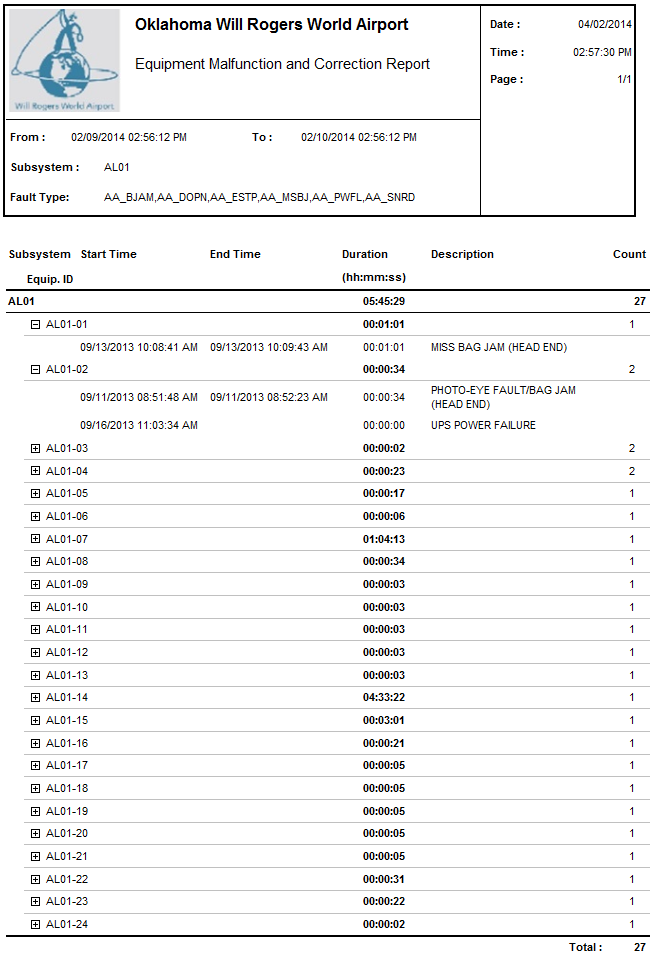 Will Rogers World Airport.
Oklahoma Will Rogers World Airport
Equipment Malfunction and Correction Report
Date : 04/02/2014
Time : 02:57:30 PM
Page : 1/1
From : 02/09/2014 02:56:12 PM To : 02/10/2014 02:56:12 PM
Subsystem : AL01
Fault Type: AA_BJAM,AA_DOPN,AA_ESTP,AA_MSBJ,AA_PWFL,AA_SNRD
Subsystem Start Time End Time Duration Description Count
Equip. ID (hh:mm:ss)
AL01 05:45:29 27
AL01-01 00:01:01 1
09/13/2013 10:08:41 AM 09/13/2013 10:09:43 AM 00:01:01 MISS BAG JAM (HEAD END)
AL01-02 00:00:34 2
09/11/2013 08:51:48 AM 09/11/2013 08:52:23 AM 00:00:34 PHOTO-EYE FAULT/BAG JAM
(HEAD END)
09/16/2013 11:03:34 AM 00:00:00 UPS POWER FAILURE
AL01-03 00:00:02 2
AL01-04 00:00:23 2
AL01-05 00:00:17 1
AL01-06 00:00:06 1
AL01-07 01:04:13 1
AL01-08 00:00:34 1
AL01-09 00:00:03 1
AL01-10 00:00:03 1
AL01-11 00:00:03 1
AL01-12 00:00:03 1
AL01-13 00:00:03 1
AL01-14 04:33:22 1
AL01-15 00:03:01 1
AL01-16 00:00:21 1
AL01-17 00:00:05 1
AL01-18 00:00:05 1
AL01-19 00:00:05 1
AL01-20 00:00:05 1
AL01-21 00:00:05 1
AL01-22 00:00:31 1
AL01-23 00:00:22 1
AL01-24 00:00:02 1
Total : 27